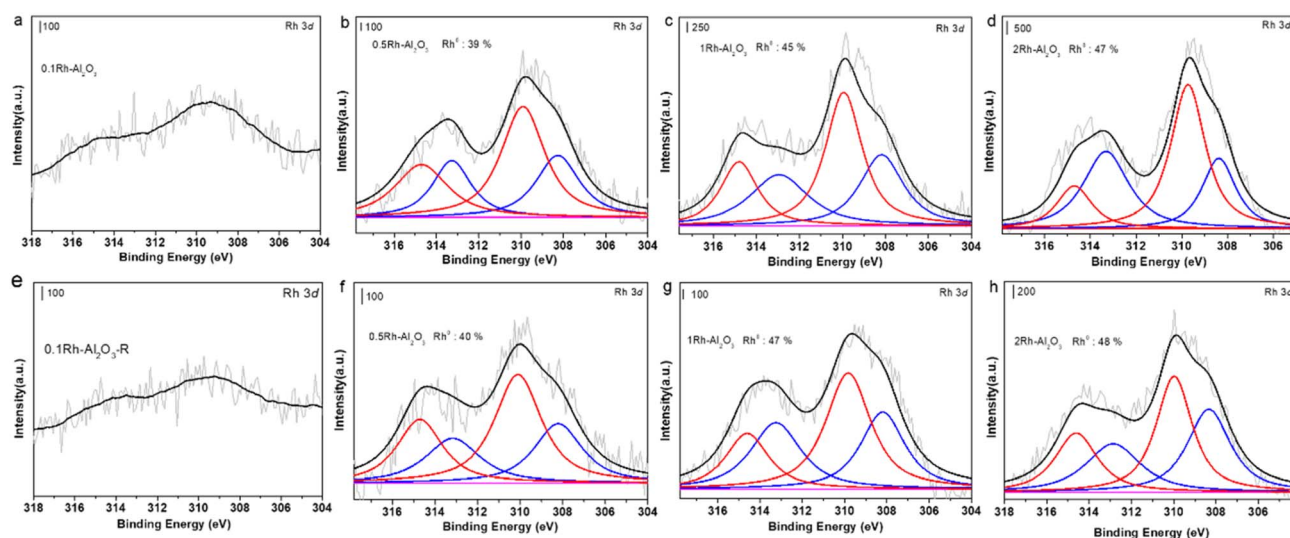 a
100
Rh 3d
0.1Rh-Al2O3
Intensity(a.u.)
318 316 314 312 310 308 306 304
Binding Energy (eV)
b
100
Rh 3d
0.5Rh-Al2O3 Rh0 : 39 %
Intensity(a.u.)
316 314 312 310 308 306 304
Binding Energy (eV)
c
250
Rh 3d
1Rh-Al2O3 Rh0 : 45 %
Intensity(a.u.)
316 314 312 310 308 306 304
Binding Energy (eV)
d
500
Rh 3d
2Rh-Al2O3 Rh0 : 47 %
Intensity(a.u.)
316 314 312 310 308 306
Binding Energy (eV)
e
100
Rh 3d
0.1Rh-Al2O3-R
Intensity(a.u.)
318 316 314 312 310 308 306 304
Binding Energy (eV)
f
100
Rh 3d
0.5Rh-Al2O3 Rh0 : 40 %
Intensity(a.u.)
318 316 314 312 310 308 306 304
Binding Energy (eV)
g
100
Rh 3d
1Rh-Al2O3 Rh0 : 47 %
Intensity(a.u.)
318 316 314 312 310 308 306 304
Binding Energy (eV)
h
200
Rh 3d
2Rh-Al2O3 Rh0 : 48 %
Intensity(a.u.)
318 316 314 312 310 308 306
Binding Energy (eV)